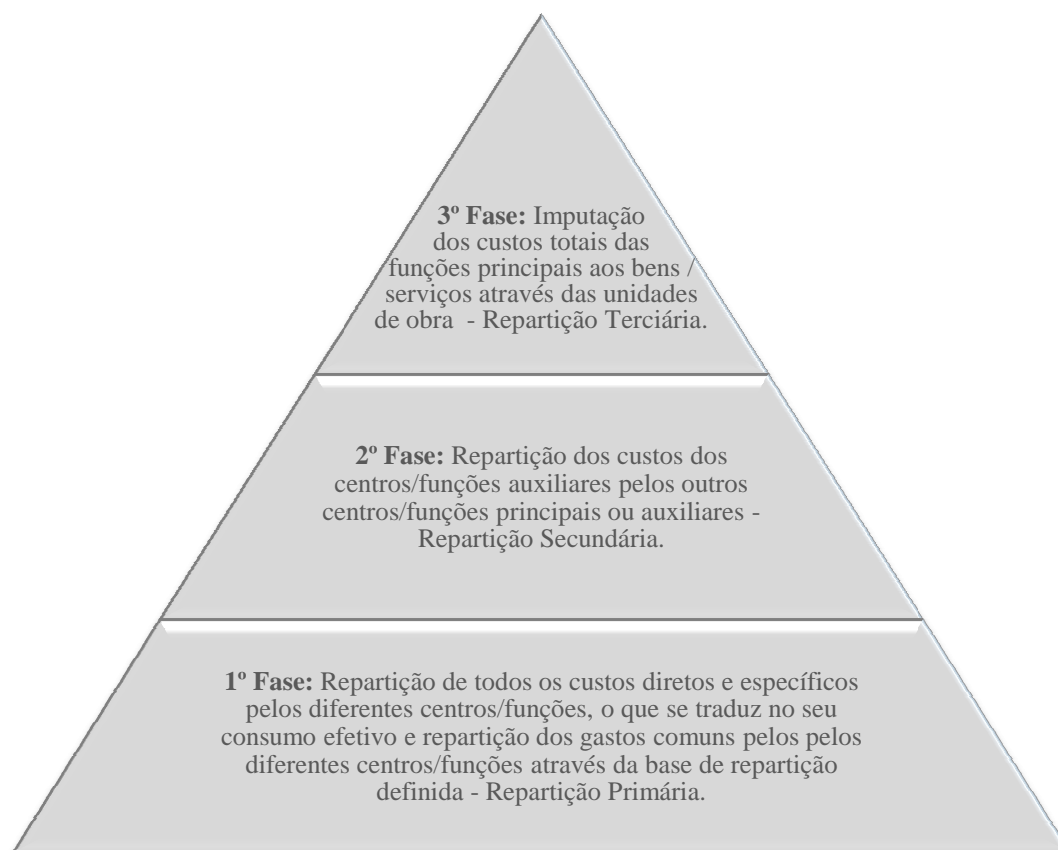 3º Fase: Imputação
dos custos totais das
funções principais aos bens /
serviços através das unidades
de obra - Repartição Terciária.
2º Fase: Repartição dos custos dos
centros/funções auxiliares pelos outros
centros/funções principais ou auxiliares -
Repartição Secundária.
1º Fase: Repartição de todos os custos diretos e específicos
pelos diferentes centros/funções, o que se traduz no seu
consumo efetivo e repartição dos gastos comuns pelos pelos
diferentes centros/funções através da base de repartição
definida - Repartição Primária.